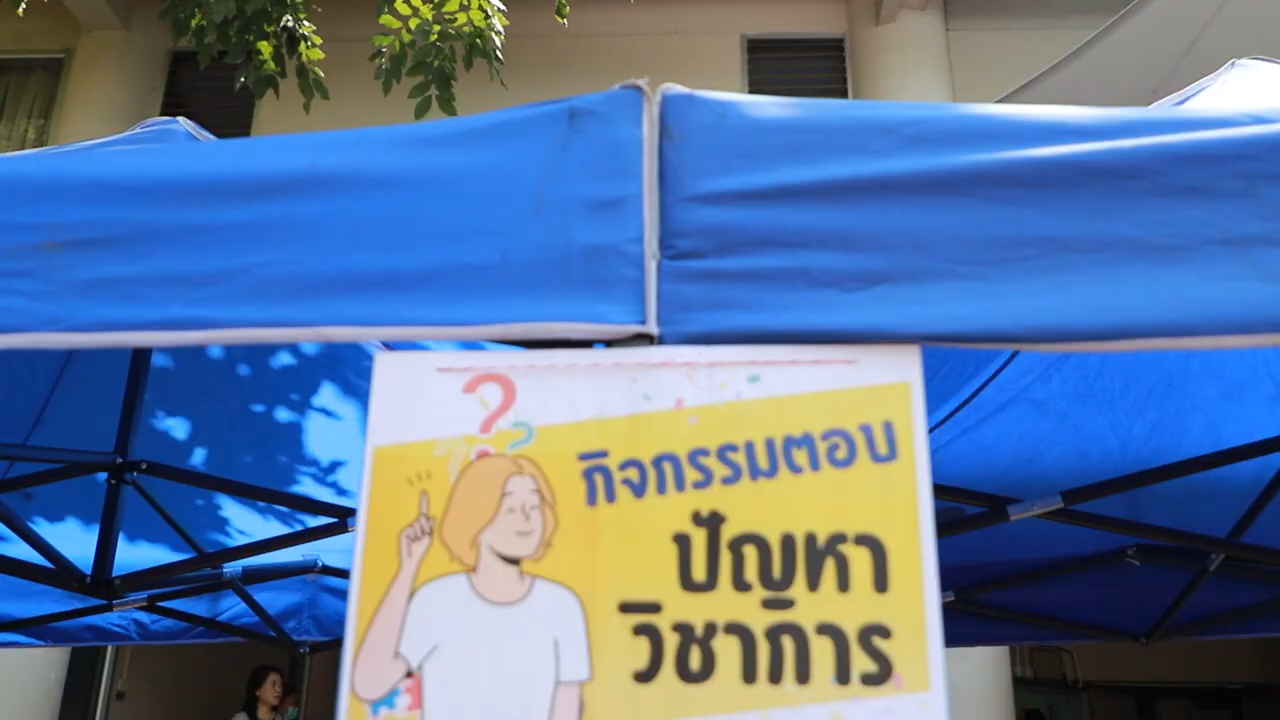 กิจกรรมตอบ
ปัญหา
วิชาการ